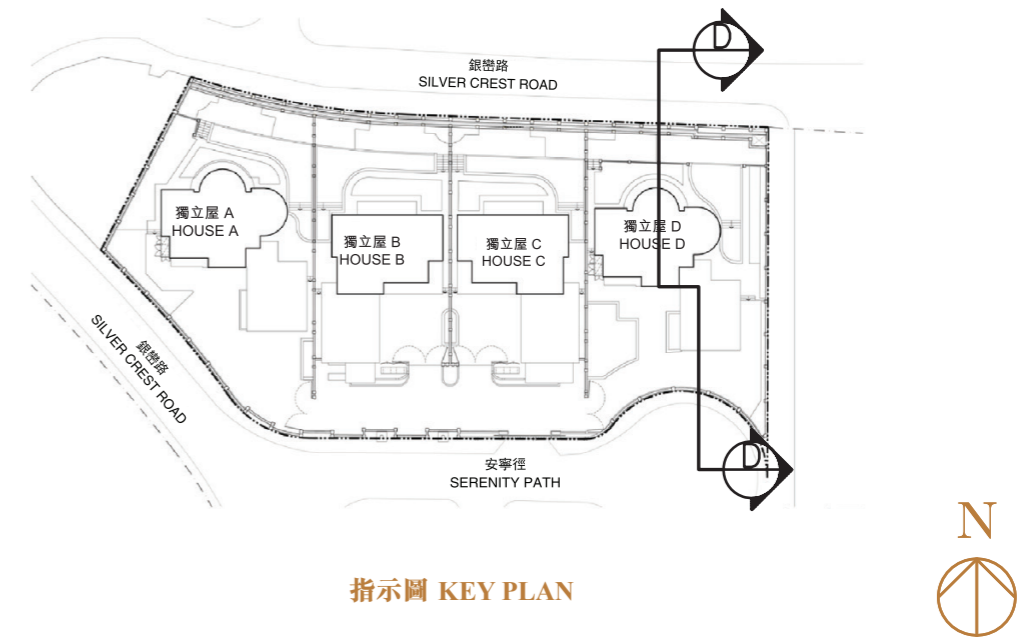 D
銀巒路
SILVER CREST ROAD
獨立屋 A
HOUSE A
獨立屋 B
HOUSE B
獨立屋 C
HOUSE C
獨立屋 D
HOUSE D
銀巒路
SILVER CREST ROAD
安寧徑
SERENITY PATH
D'
N
指示圖 KEY PLAN